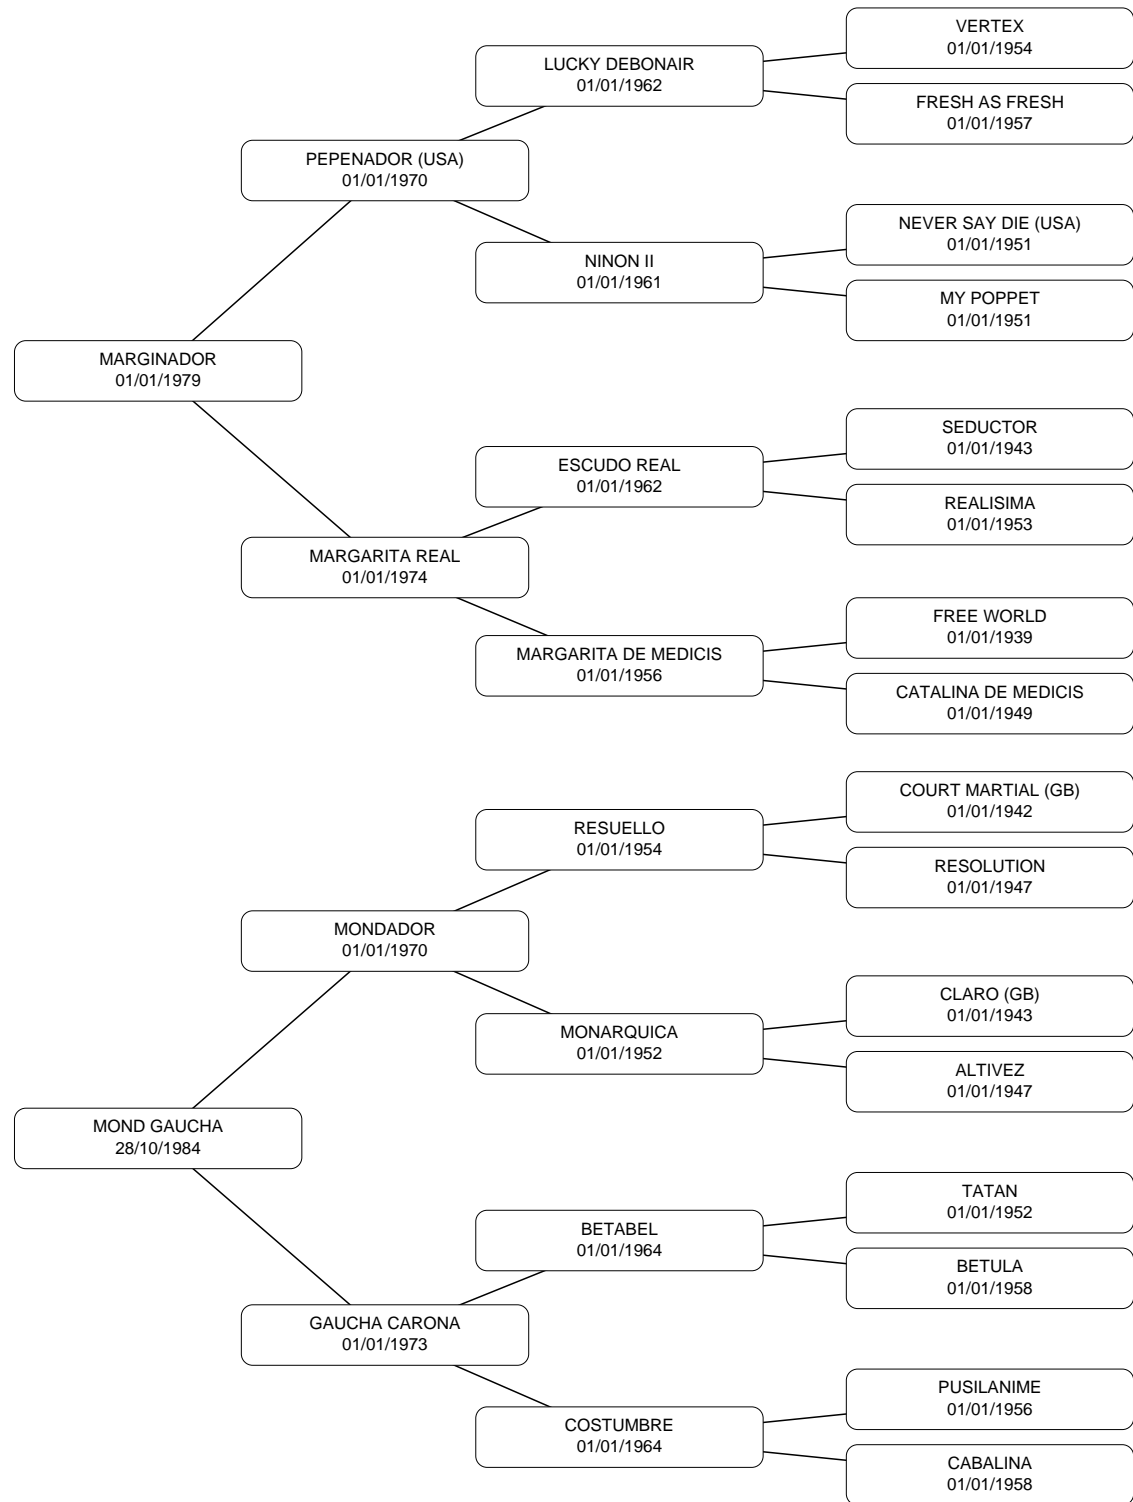 VERTEX
01/01/1954
LUCKY DEBONAIR
01/01/1962
FRESH AS FRESH
01/01/1957
PEPENADOR (USA)
01/01/1970
NEVER SAY DIE (USA)
01/01/1951
NINON II
01/01/1961
MY POPPET
01/01/1951
MARGINADOR
01/01/1979
SEDUCTOR
01/01/1943
ESCUDO REAL
01/01/1962
REALISIMA
01/01/1953
MARGARITA REAL
01/01/1974
FREE WORLD
01/01/1939
MARGARITA DE MEDICIS
01/01/1956
CATALINA DE MEDICIS
01/01/1949
COURT MARTIAL (GB)
01/01/1942
RESUELLO
01/01/1954
RESOLUTION
01/01/1947
MONDADOR
01/01/1970
CLARO (GB)
01/01/1943
MONARQUICA
01/01/1952
ALTIVEZ
01/01/1947
MOND GAUCHA
28/10/1984
TATAN
01/01/1952
BETABEL
01/01/1964
BETULA
01/01/1958
GAUCHA CARONA
01/01/1973
PUSILANIME
01/01/1956
COSTUMBRE
01/01/1964
CABALINA
01/01/1958